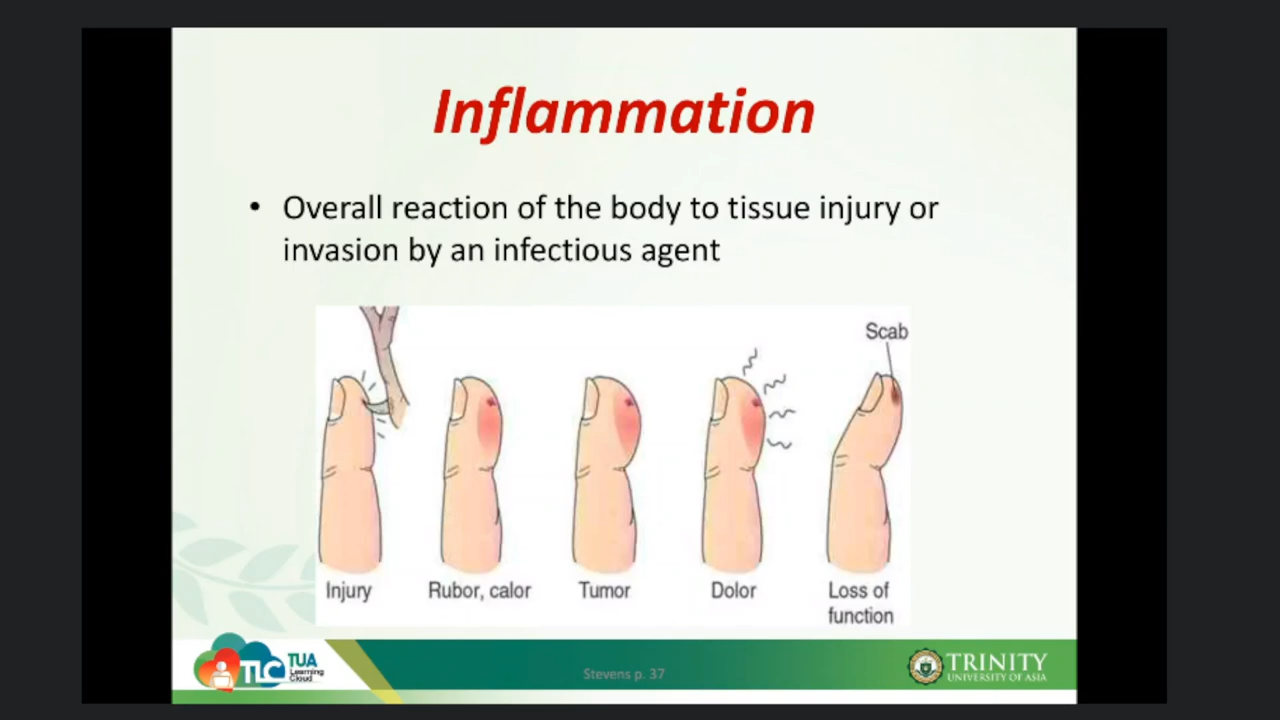 Inflammation
• Overall reaction of the body to tissue injury or
invasion by an infectious agent
Scab
Injury
Rubor, calor
Tumor
Dolor
Loss of
function
TLC
TUA
Learning
Cloud
Stevens p. 37
TRINITY
UNIVERSITY OF ASIA